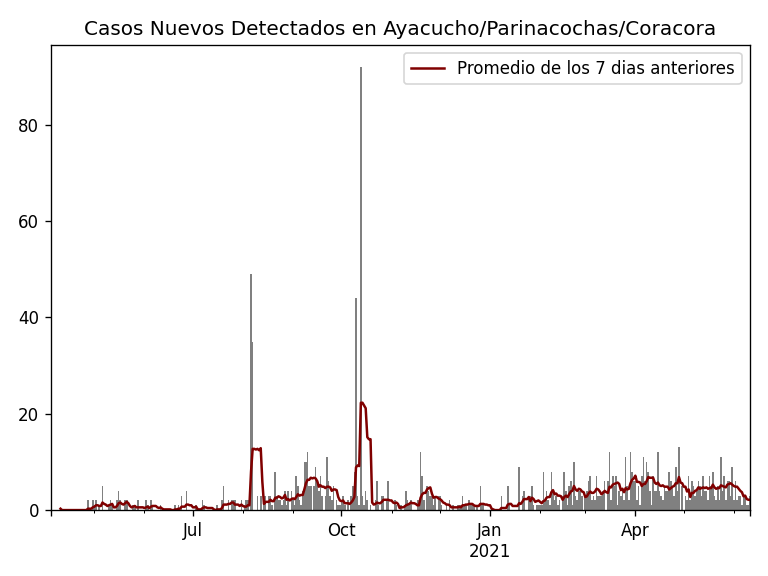 Casos Nuevos Detectados en Ayacucho/Parinacochas/Coracora
Promedio de los 7 dias anteriores
80
60
40
20
0
Jul
Oct
Jan
2021
Apr